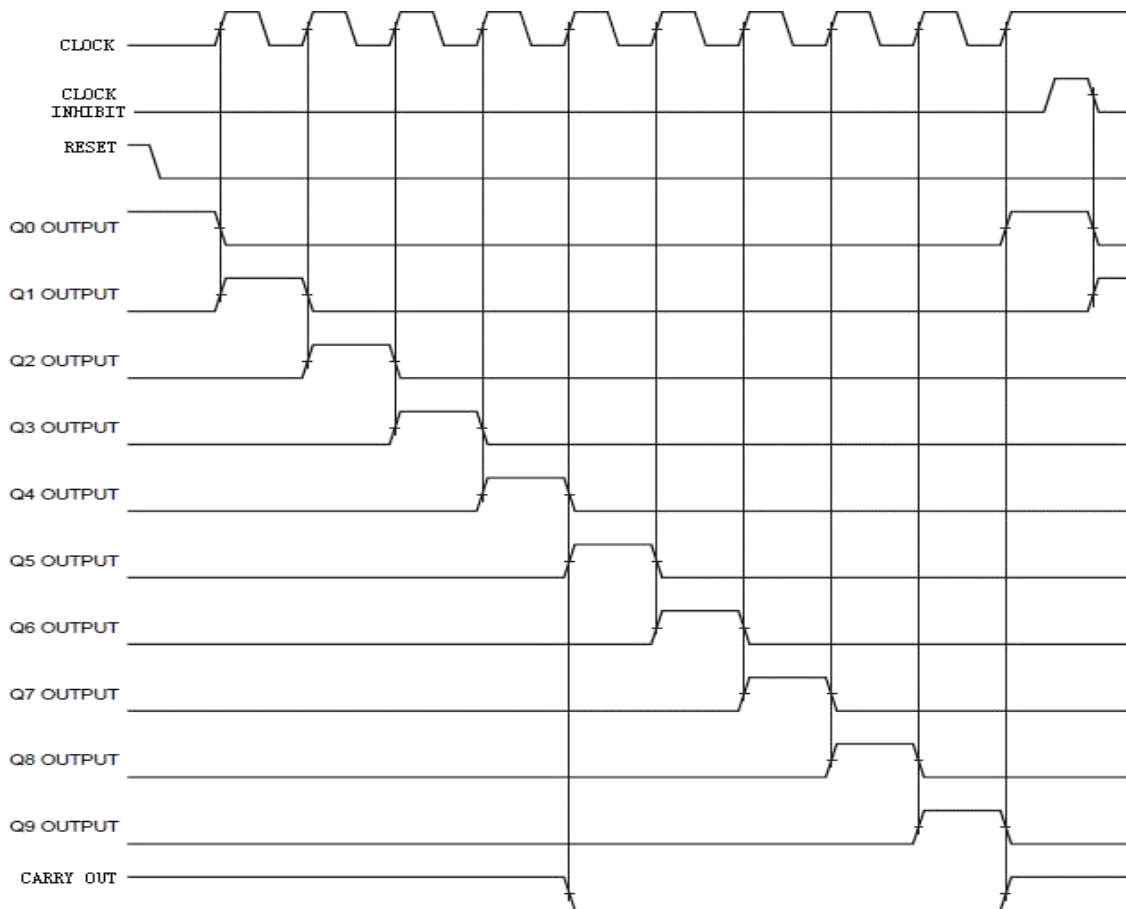 CLOCK
CLOCK
INHIBIT
RESET
Q0 OUTPUT
Q1 OUTPUT
Q2 OUTPUT
Q3 OUTPUT
Q4 OUTPUT
Q5 OUTPUT
Q6 OUTPUT
Q7 OUTPUT
Q8 OUTPUT
Q9 OUTPUT
CARRY OUT